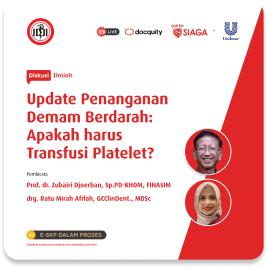 LIVE
docquity
SIAGA
Unilever
Diskusi Ilmiah
Update Penanganan
Demam Berdarah:
Apakah harus
Transfusi Platelet?
Pembicara
Prof. dr. Zubairi Djoerban, Sp.PD-KHOM, FINASIM
drg. Ratu Mirah Afifah, GCClinDent., MDSc
E-SKP DALAM PROSES